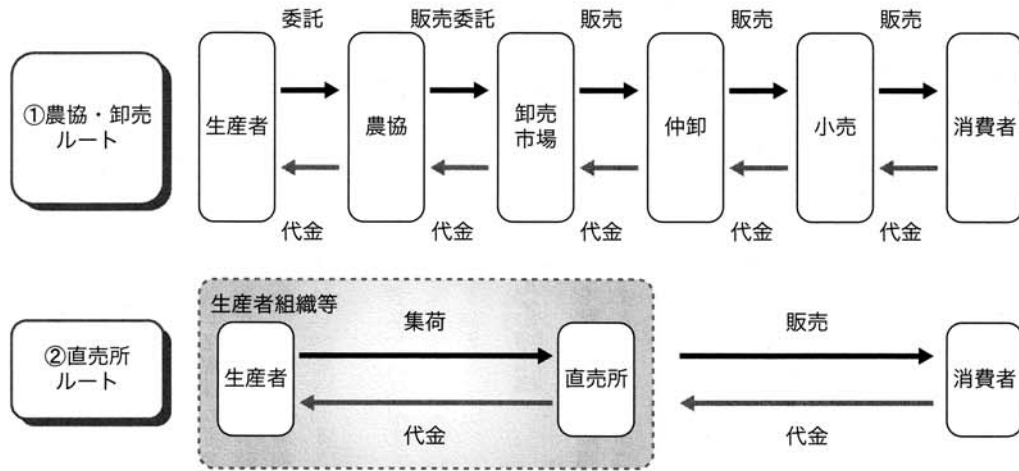 委託
販売委託
販売
販売
販売
①農協・卸売
ルート
生産者
農協
卸売
市場
仲卸
小売
消費者
代金
代金
代金
代金
代金
生産者組織等
集荷
販売
②直売所
ルート
生産者
直売所
消費者
代金
代金